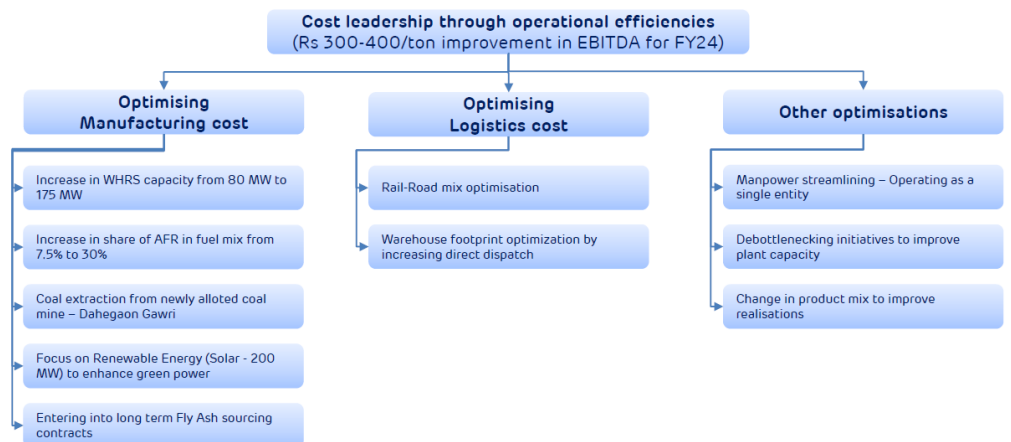 Cost leadership through operational efficiencies
(Rs 300-400/ton improvement in EBITDA for FY24)
Optimising
Manufacturing cost
Increase in WHRS capacity from 80 MW to
175 MW
Increase in share of AFR in fuel mix from
7.5% to 30%
Coal extraction from newly alloted coal
mine – Dahegaon Gawri
Focus on Renewable Energy (Solar - 200
MW) to enhance green power
Entering into long term Fly Ash sourcing
contracts
Optimising
Logistics cost
Rail-Road mix optimisation
Warehouse footprint optimization by
increasing direct dispatch
Other optimisations
Manpower streamlining – Operating as a
single entity
Debottlenecking initiatives to improve
plant capacity
Change in product mix to improve
realisations